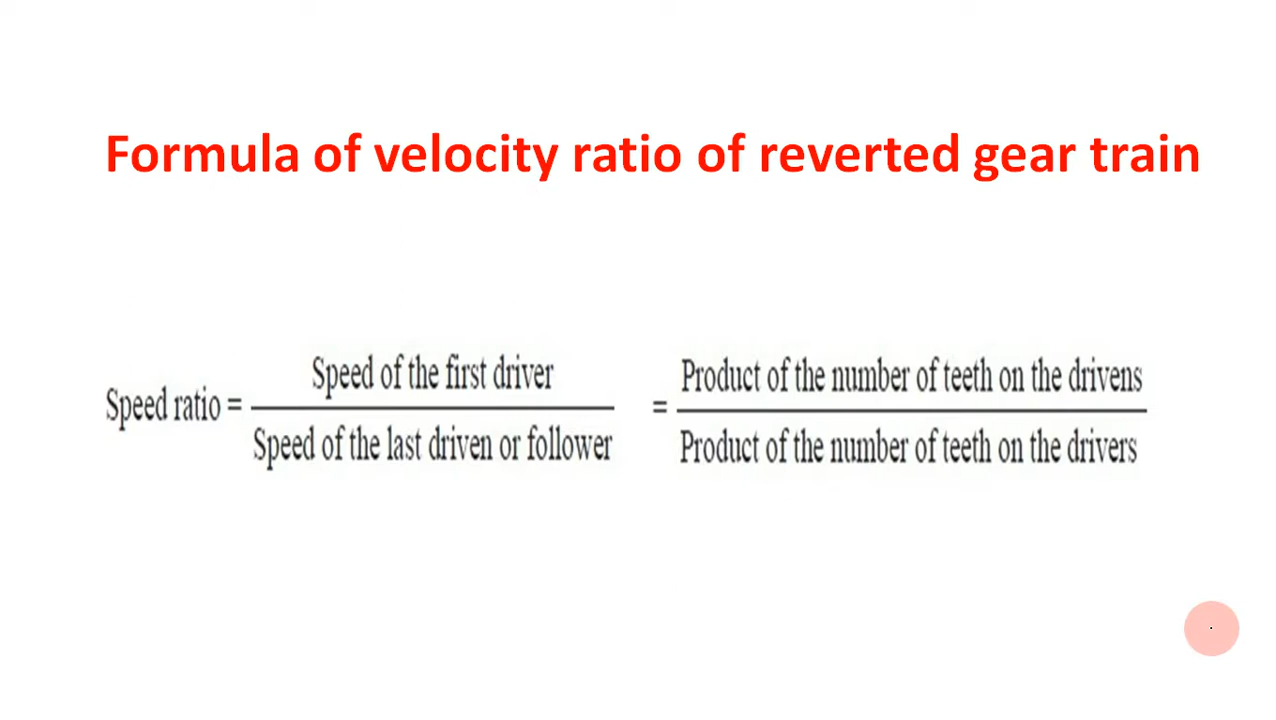 Formula of velocity ratio of reverted gear train
Speed ratio = Speed of the first driver / Speed of the last driven or follower = Product of the number of teeth on the drivens / Product of the number of teeth on the drivers